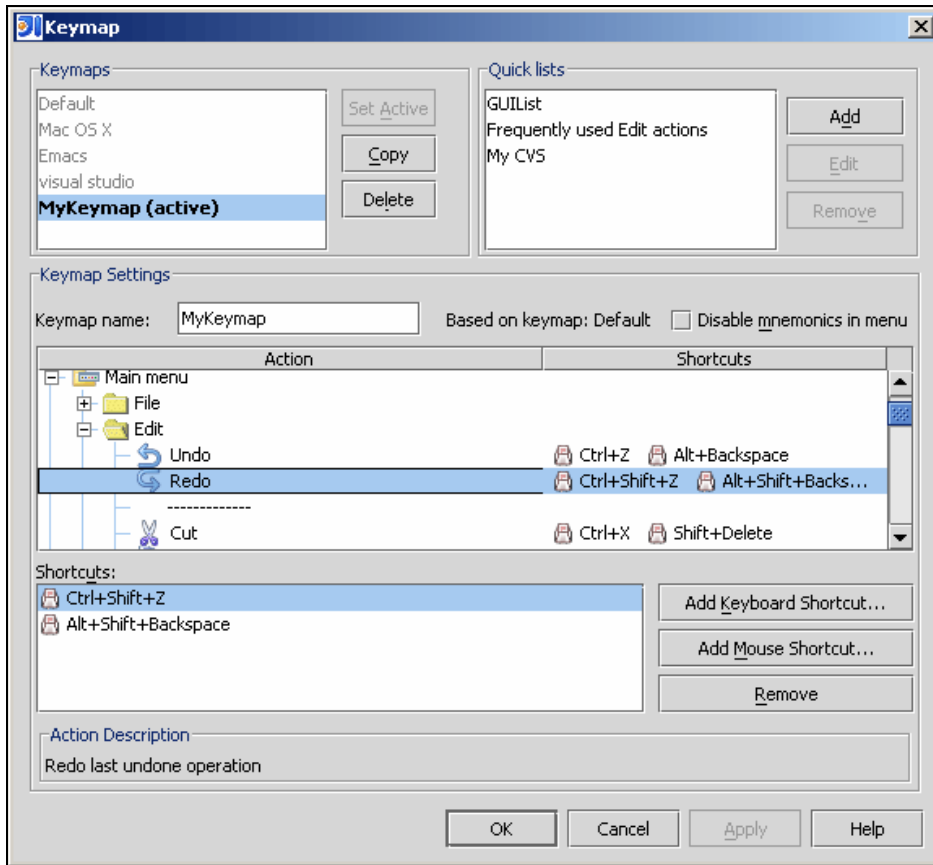 Keymap
Keymaps
Default
Mac OS X
Emacs
visual studio
MyKeymap (active)
Set Active
Copy
Delete
Quick lists
GUIList
Frequently used Edit actions
My CVS
Add
Edit
Remove
Keymap Settings
Keymap name: MyKeymap Based on keymap: Default Disable mnemonics in menu
Action Shortcuts
Main menu
File
Edit
Undo Ctrl+Z Alt+Backspace
Redo Ctrl+Shift+Z Alt+Shift+Backs...
-------------
Cut Ctrl+X Shift+Delete
Shortcuts:
Ctrl+Shift+Z
Alt+Shift+Backspace
Add Keyboard Shortcut...
Add Mouse Shortcut...
Remove
Action Description
Redo last undone operation
OK Cancel Apply Help